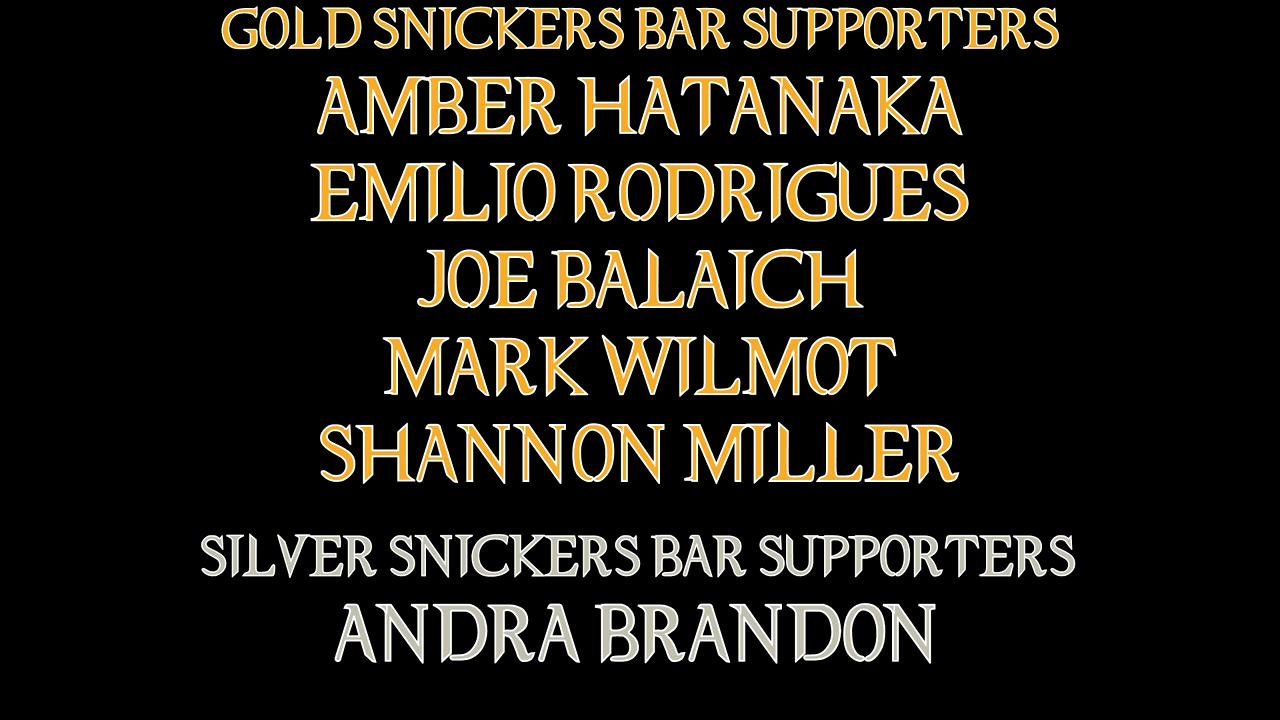 GOLD SNICKERS BAR SUPPORTERS
AMBER HATANAKA
EMILIO RODRIGUES
JOE BALAICH
MARK WILMOT
SHANNON MILLER
SILVER SNICKERS BAR SUPPORTERS
ANDRA BRANDON